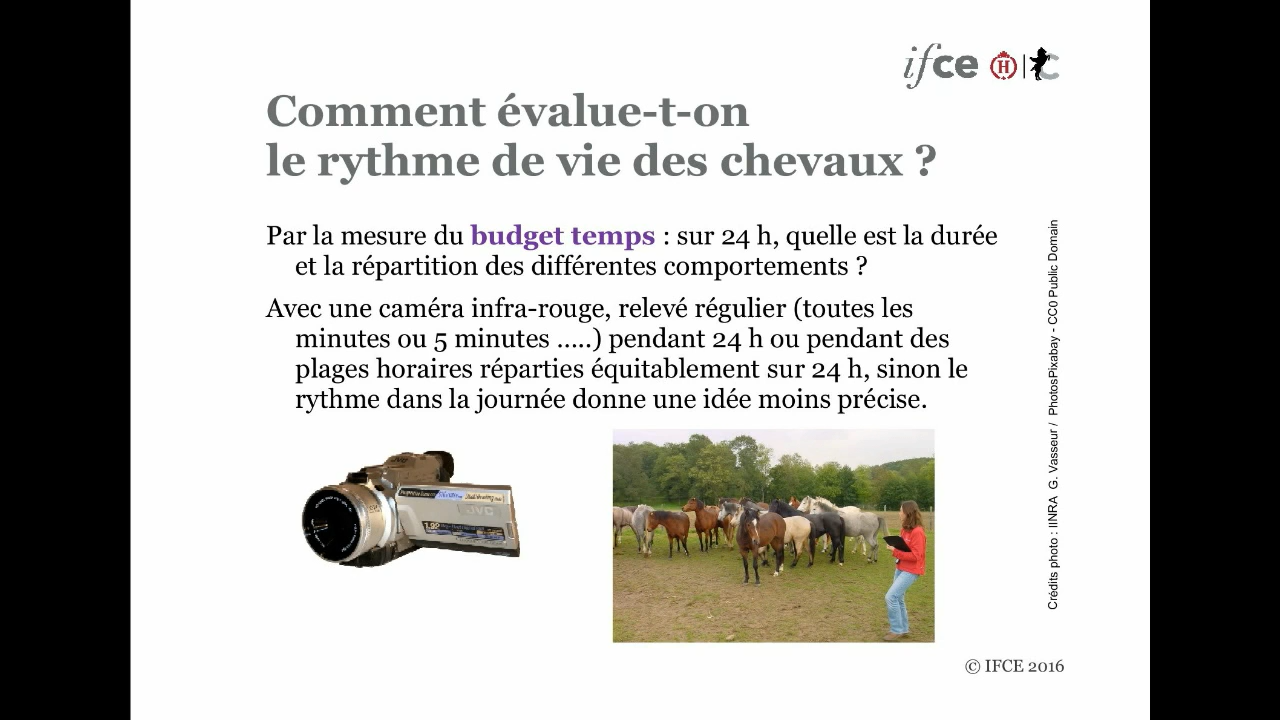 ifce H C
Comment évalue-t-on
le rythme de vie des chevaux ?
Par la mesure du budget temps : sur 24 h, quelle est la durée
et la répartition des différentes comportements ?
Avec une caméra infra-rouge, relevé régulier (toutes les
minutes ou 5 minutes .....) pendant 24 h ou pendant des
plages horaires réparties équitablement sur 24 h, sinon le
rythme dans la journée donne une idée moins précise.
JVC
Crédits photo : IINRA G. Vasseur / PhotosPixabay - CC0 Public Domain
© IFCE 2016